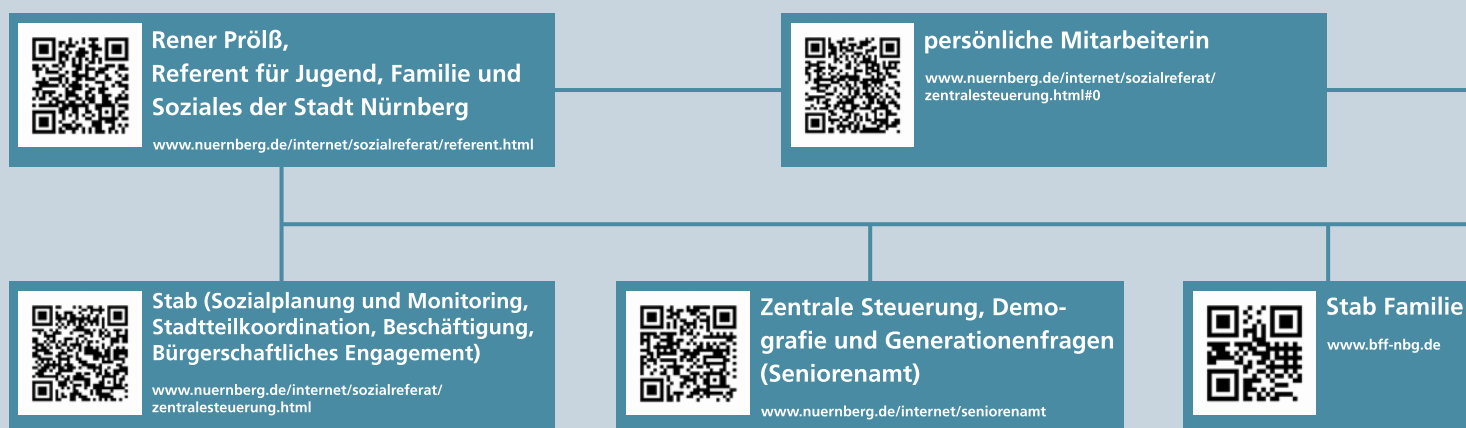 Rener Prölß,
Referent für Jugend, Familie und
Soziales der Stadt Nürnberg
www.nuernberg.de/internet/sozialreferat/referent.html
persönliche Mitarbeiterin
www.nuernberg.de/internet/sozialreferat/
zentralesteuerung.html#0
Stab (Sozialplanung und Monitoring,
Stadtteilkoordination, Beschäftigung,
Bürgerschaftliches Engagement)
www.nuernberg.de/internet/sozialreferat/
zentralesteuerung.html
Zentrale Steuerung, Demo-
grafie und Generationenfragen
(Seniorenamt)
www.nuernberg.de/internet/seniorenamt
Stab Familie
www.bff-nbg.de